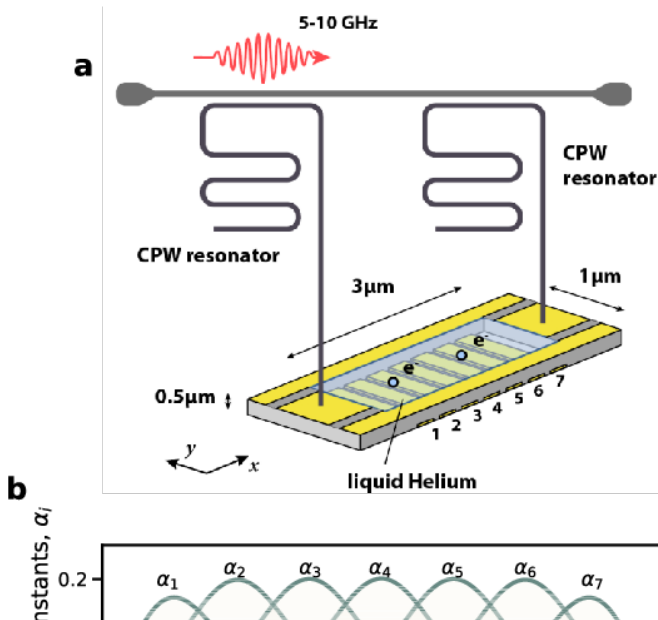 5-10 GHz
a
CPW
resonator
CPW resonator
3μm
1μm
e-
e-
0.5μm
1 2 3 4 5 6 7
y
x
liquid Helium
b
nstants, αi
0.2
α1 α2 α3 α4 α5 α6 α7